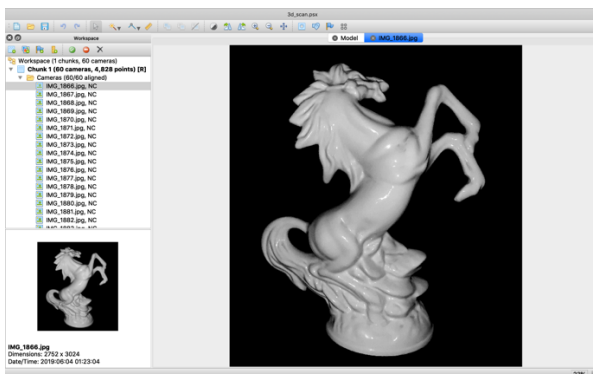 3d_scan.psx
Workspace
Model
IMG_1866.jpg
Workspace (1 chunks, 60 cameras)
Chunk 1 (60 cameras, 4,828 points) [R]
Cameras (60/60 aligned)
IMG_1866.jpg, NC
IMG_1867.jpg, NC
IMG_1868.jpg, NC
IMG_1869.jpg, NC
IMG_1870.jpg, NC
IMG_1871.jpg, NC
IMG_1872.jpg, NC
IMG_1873.jpg, NC
IMG_1874.jpg, NC
IMG_1875.jpg, NC
IMG_1876.jpg, NC
IMG_1877.jpg, NC
IMG_1878.jpg, NC
IMG_1879.jpg, NC
IMG_1880.jpg, NC
IMG_1881.jpg, NC
IMG_1882.jpg, NC
IMG_1866.jpg
Dimensions: 2752 x 3024
Date/Time: 2019:06:04 01:23:04